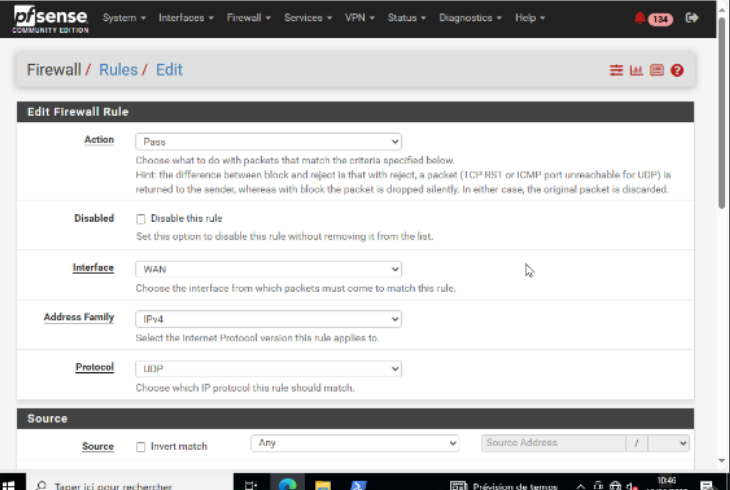 pfsense
COMMUNITY EDITION
System Interfaces Firewall Services VPN Status Diagnostics Help 134
Firewall / Rules / Edit
Edit Firewall Rule
Action Pass
Choose what to do with packets that match the criteria specified below.
Hint: the difference between block and reject is that with reject, a packet (TCP RST or ICMP port unreachable for UDP) is
returned to the sender, whereas with block the packet is dropped silently. In either case, the original packet is discarded.
Disabled Disable this rule
Set this option to disable this rule without removing it from the list.
Interface WAN
Choose the interface from which packets must come to match this rule.
Address Family IPv4
Select the Internet Protocol version this rule applies to.
Protocol UDP
Choose which IP protocol this rule should match.
Source
Source Invert match Any Source Address /
Taper ici pour rechercher Prévision de temps 10:46